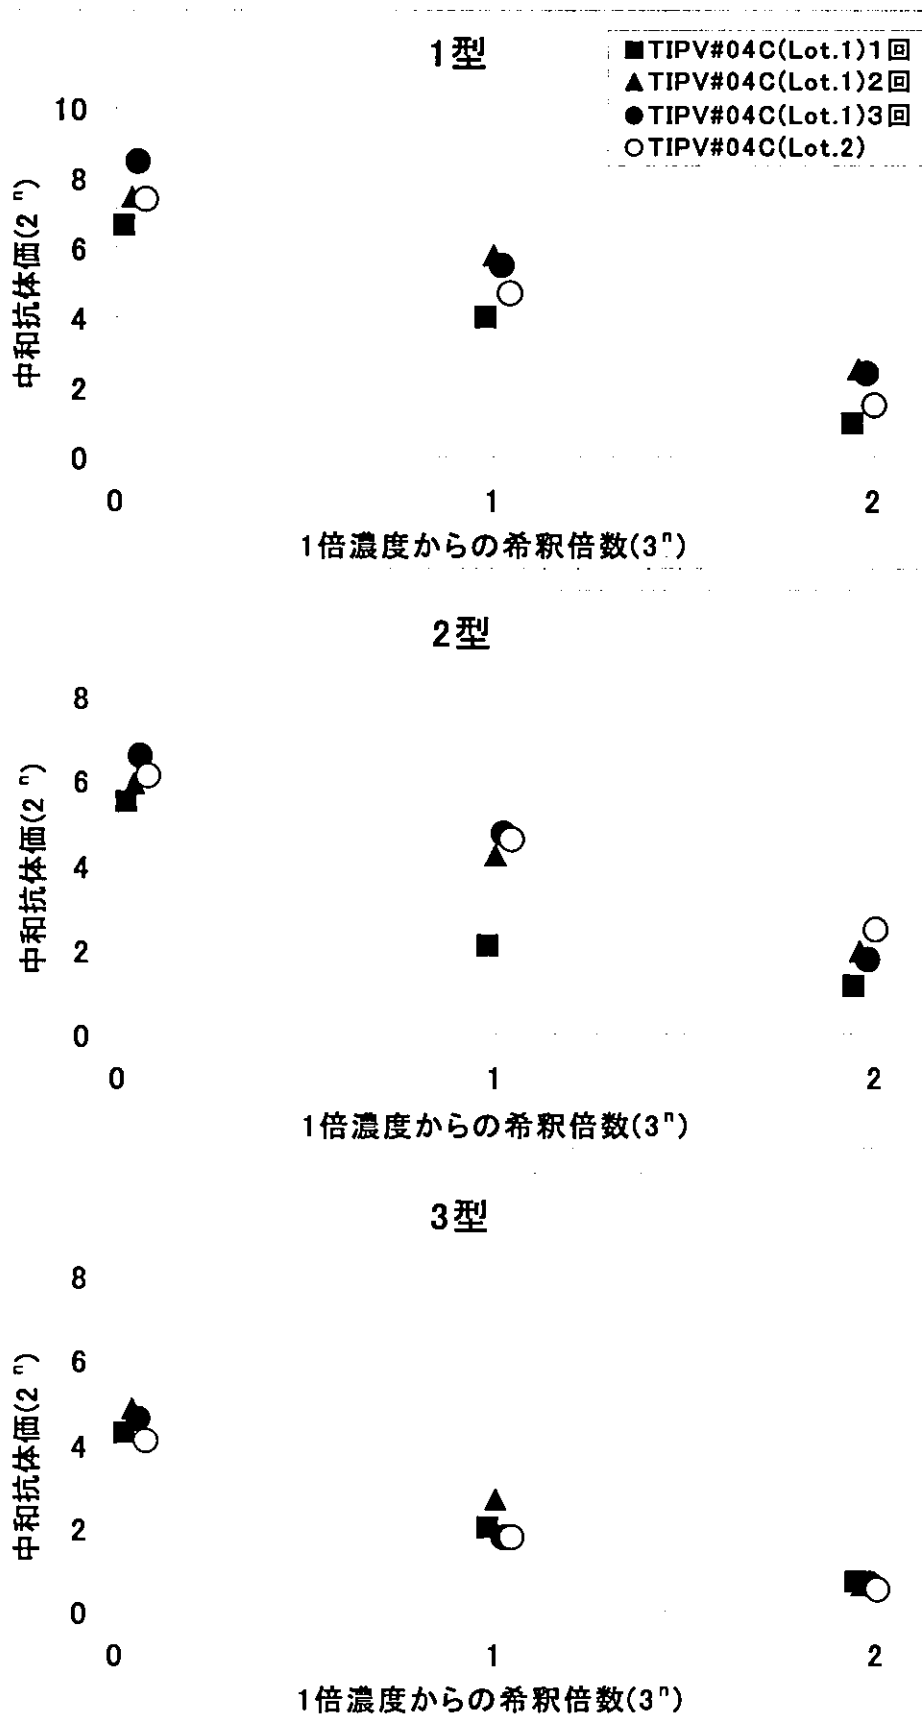 1型
■TIPV#04C(Lot.1)1回
▲TIPV#04C(Lot.1)2回
●TIPV#04C(Lot.1)3回
○TIPV#04C(Lot.2)
中和抗体価(2 ⁿ)
10
8
6
4
2
0
0 1 2
1倍濃度からの希釈倍数(3ⁿ)
2型
中和抗体価(2 ⁿ)
8
6
4
2
0
0 1 2
1倍濃度からの希釈倍数(3ⁿ)
3型
中和抗体価(2 ⁿ)
8
6
4
2
0
0 1 2
1倍濃度からの希釈倍数(3ⁿ)